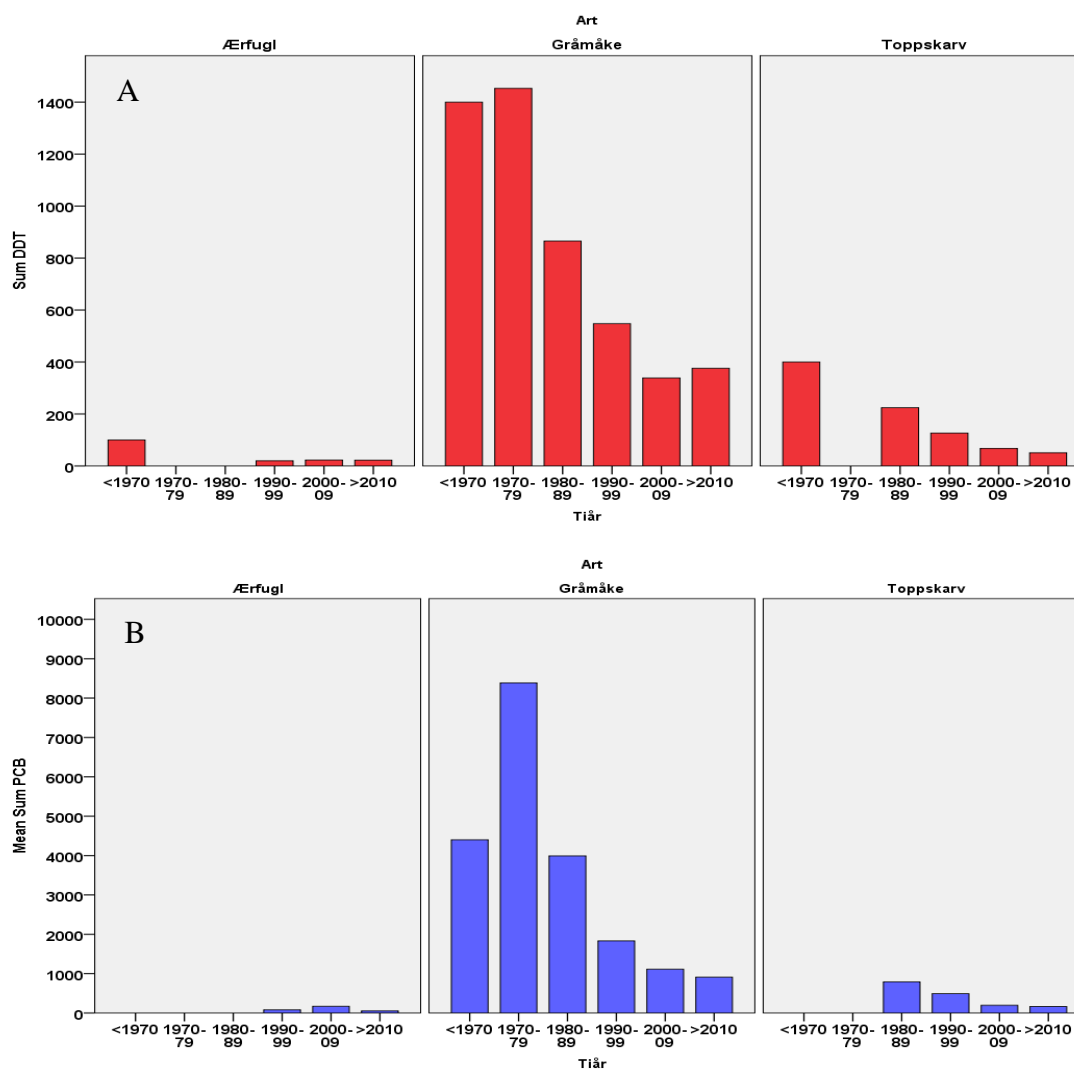 Art
Ærfugl Gråmåke Toppskarv
A
1400
1200
1000
800
600
400
200
0
Sum DDT
<1970 1970-79 1980-89 1990-99 2000-09 >2010 <1970 1970-79 1980-89 1990-99 2000-09 >2010 <1970 1970-79 1980-89 1990-99 2000-09 >2010
Tiår
Art
Ærfugl Gråmåke Toppskarv
B
10000
9000
8000
7000
6000
5000
4000
3000
2000
1000
0
Mean Sum PCB
<1970 1970-79 1980-89 1990-99 2000-09 >2010 <1970 1970-79 1980-89 1990-99 2000-09 >2010 <1970 1970-79 1980-89 1990-99 2000-09 >2010
Tiår